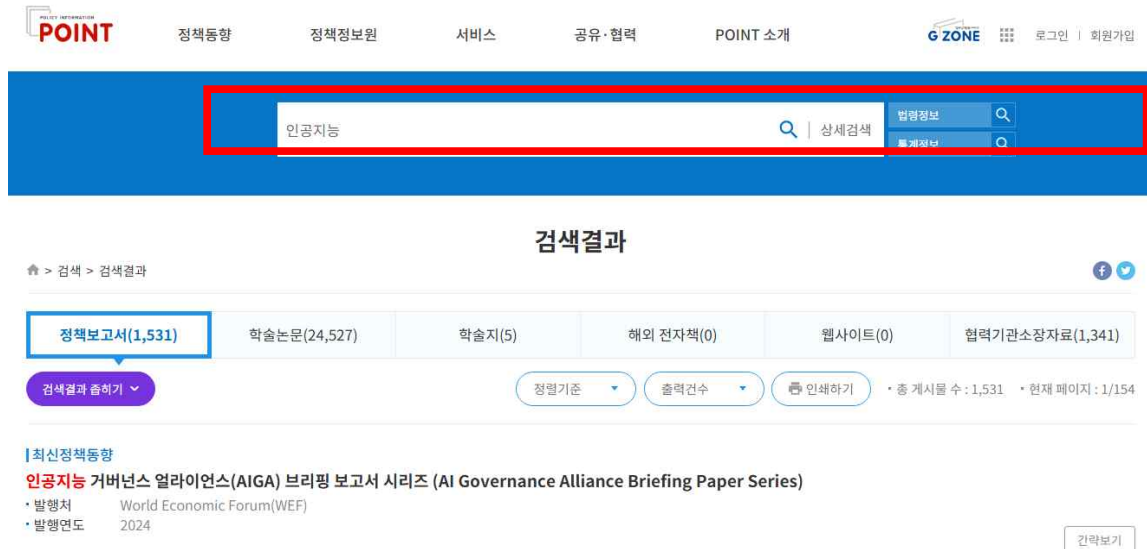 POLICY INFORMATION
POINT 정책동향 정책정보원 서비스 공유·협력 POINT 소개 G ZONE 로그인 | 회원가입
인공지능 | 상세검색 법령정보
통계정보
검색결과
> 검색 > 검색결과
정책보고서(1,531) 학술논문(24,527) 학술지(5) 해외 전자책(0) 웹사이트(0) 협력기관소장자료(1,341)
검색결과 좁히기 정렬기준 출력건수 인쇄하기 • 총 게시물 수 : 1,531 • 현재 페이지 : 1/154
최신정책동향
인공지능 거버넌스 얼라이언스(AIGA) 브리핑 보고서 시리즈 (AI Governance Alliance Briefing Paper Series)
• 발행처 World Economic Forum(WEF)
• 발행연도 2024
간략보기